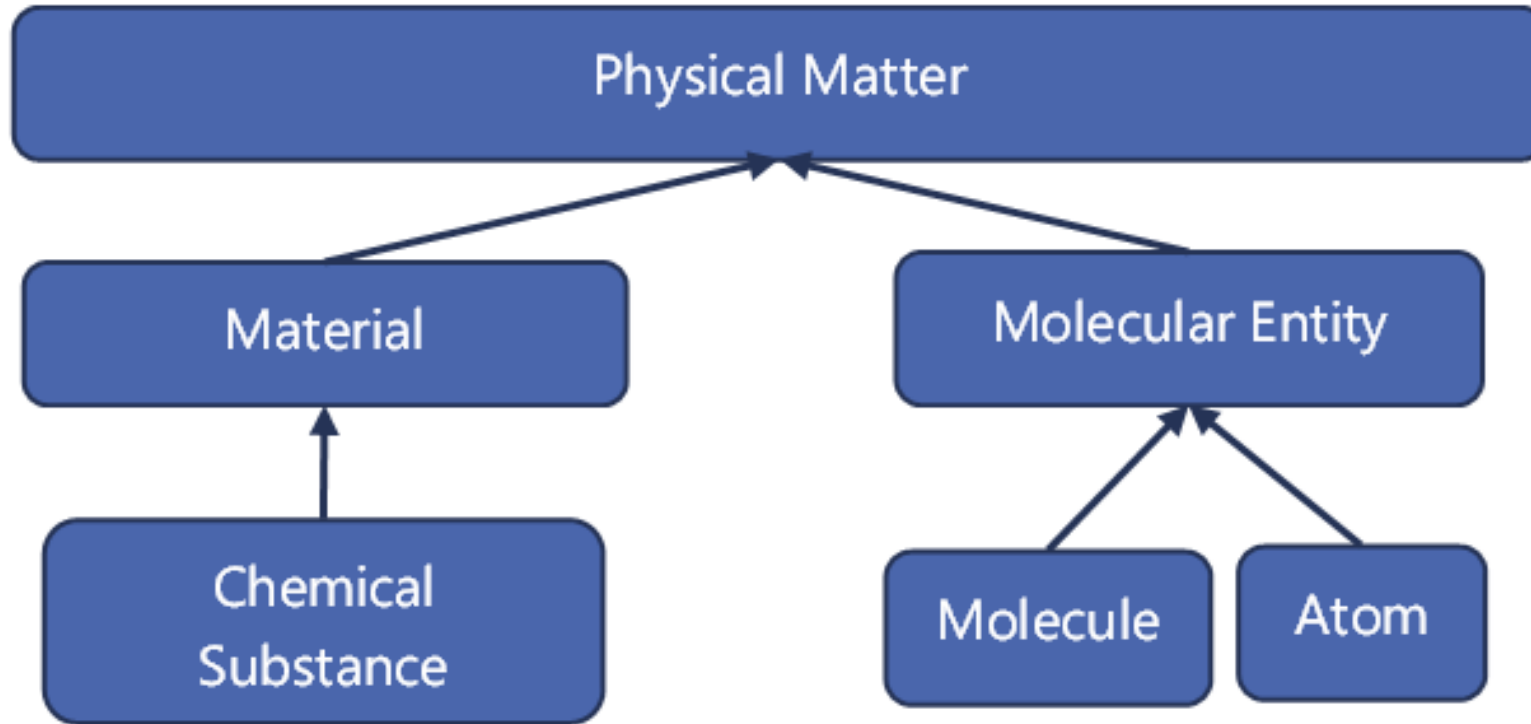 Physical Matter
Material
Molecular Entity
Chemical
Substance
Molecule
Atom